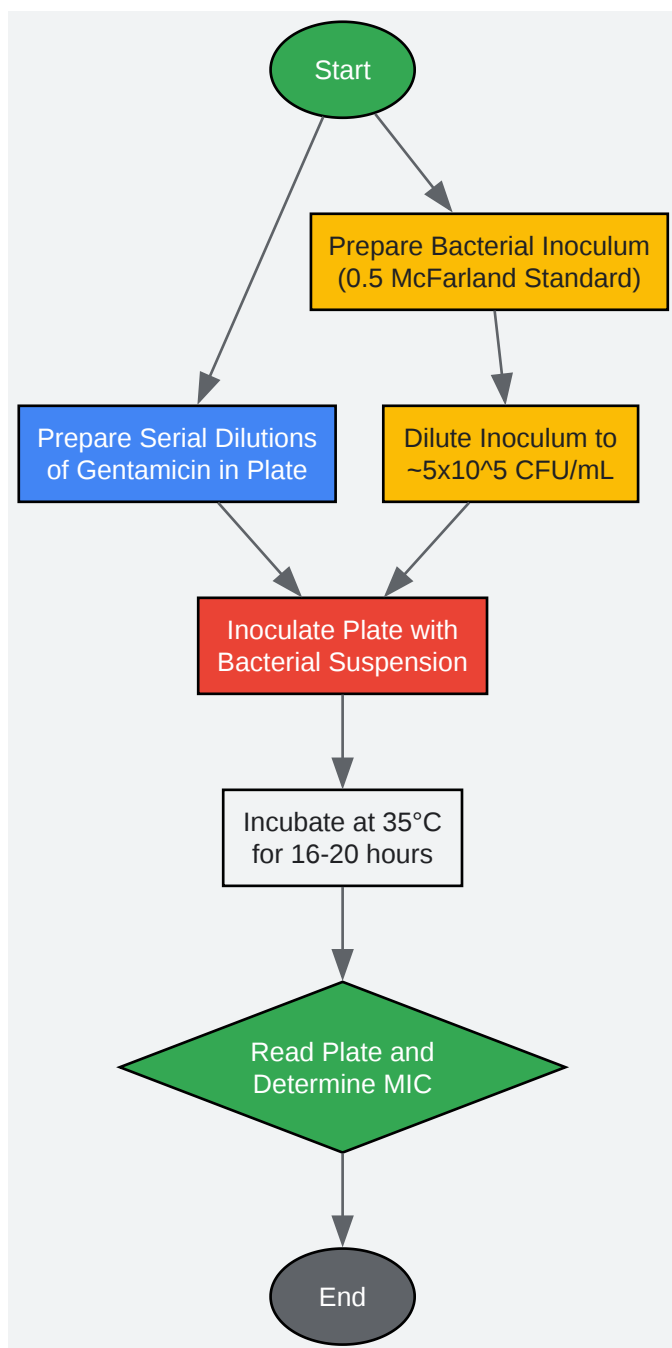 Start
Prepare Bacterial Inoculum
(0.5 McFarland Standard)
Prepare Serial Dilutions
of Gentamicin in Plate
Dilute Inoculum to
~5x10^5 CFU/mL
Inoculate Plate with
Bacterial Suspension
Incubate at 35°C
for 16-20 hours
Read Plate and
Determine MIC
End